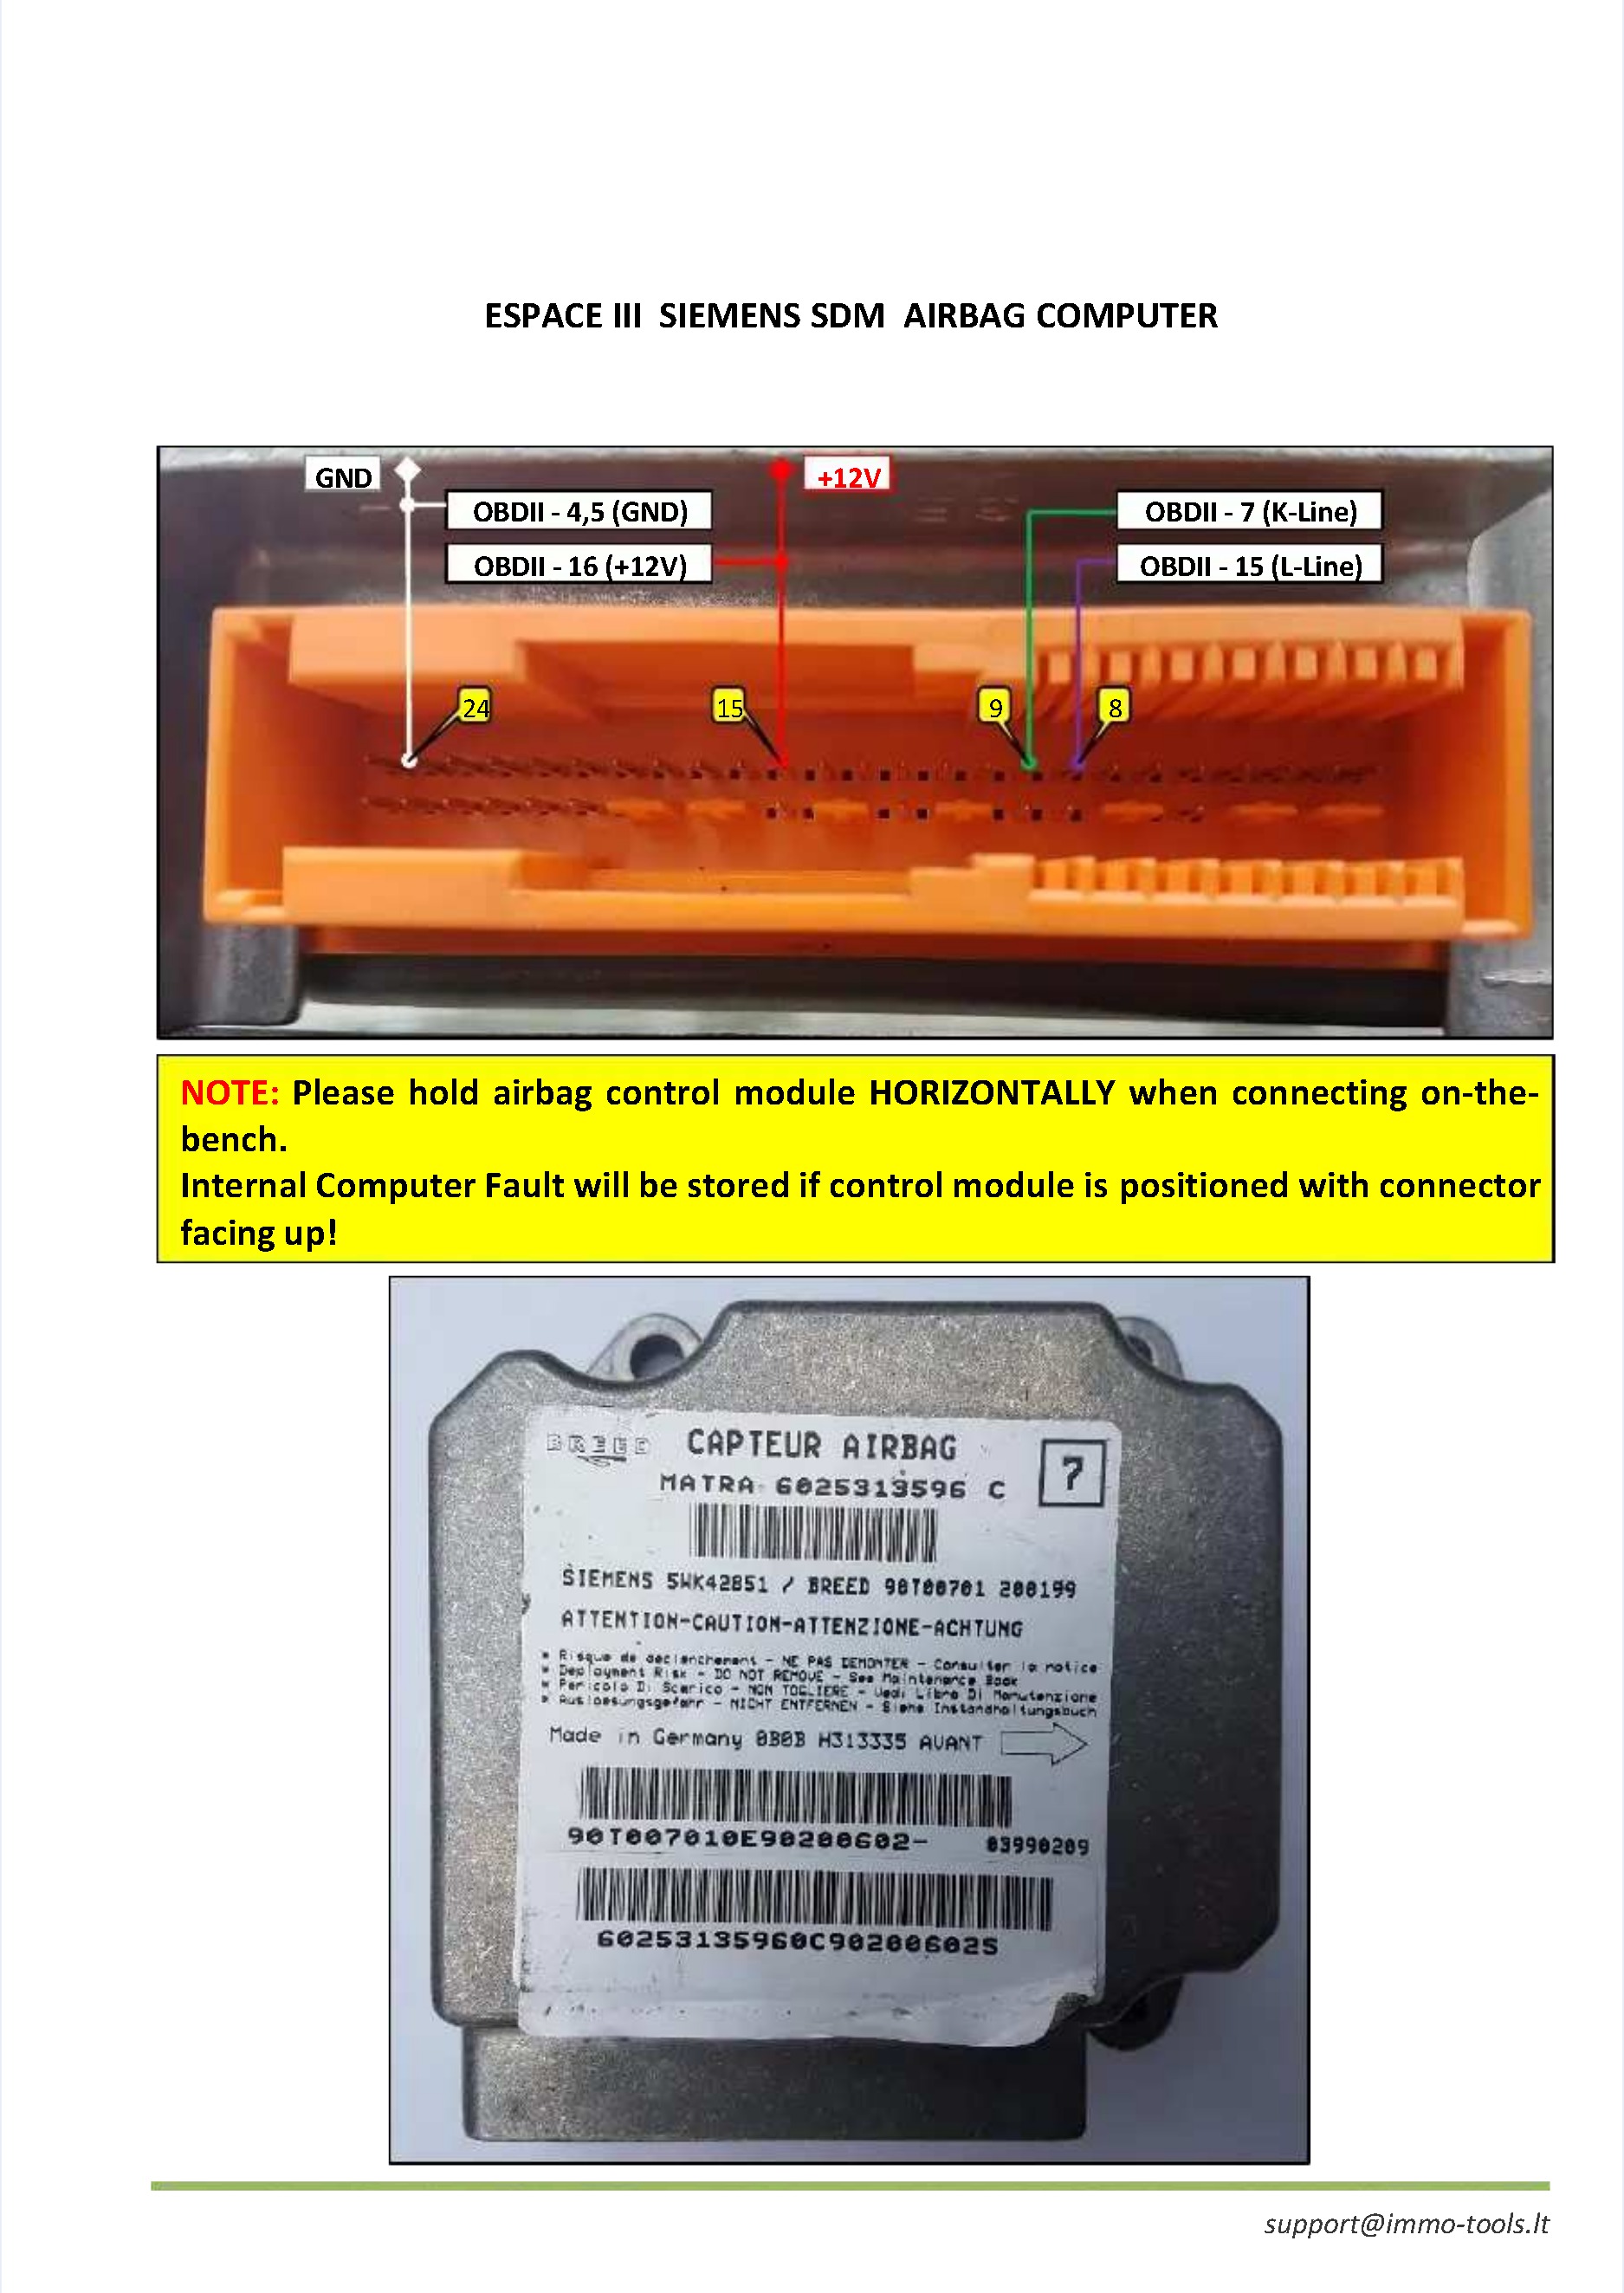 ESPACE III  SIEMENS SDM  AIRBAG COMPUTER
GND
+12V
OBDII - 4,5 (GND)
OBDII - 7 (K-Line)
OBDII - 16 (+12V)
OBDII - 15 (L-Line)
24
15
9
8
NOTE: Please hold airbag control module HORIZONTALLY when connecting on-the-
bench.
Internal Computer Fault will be stored if control module is positioned with connector
facing up!
BREED CAPTEUR AIRBAG
7
MATRA 6025313596 C
SIEMENS 5WK42851 / BREED 90T00701 200199
ATTENTION-CAUTION-ATTENZIONE-ACHTUNG
* Risque de declenchement - NE PAS DEMONTER - Consulter la notice
* Deployment Risk - DO NOT REMOVE - See Maintenance Book
* Pericolo Di Scarico - NON TOGLIERE - Vedi Libro Di Manutenzione
* Ausloesungsgefahr - NICHT ENTFERNEN - Siehe Instandhaltungsbuch
Made in Germany 0B0B H313335 AVANT
90T007010E90200602-
03990209
60253135960C90200602S
support@immo-tools.lt